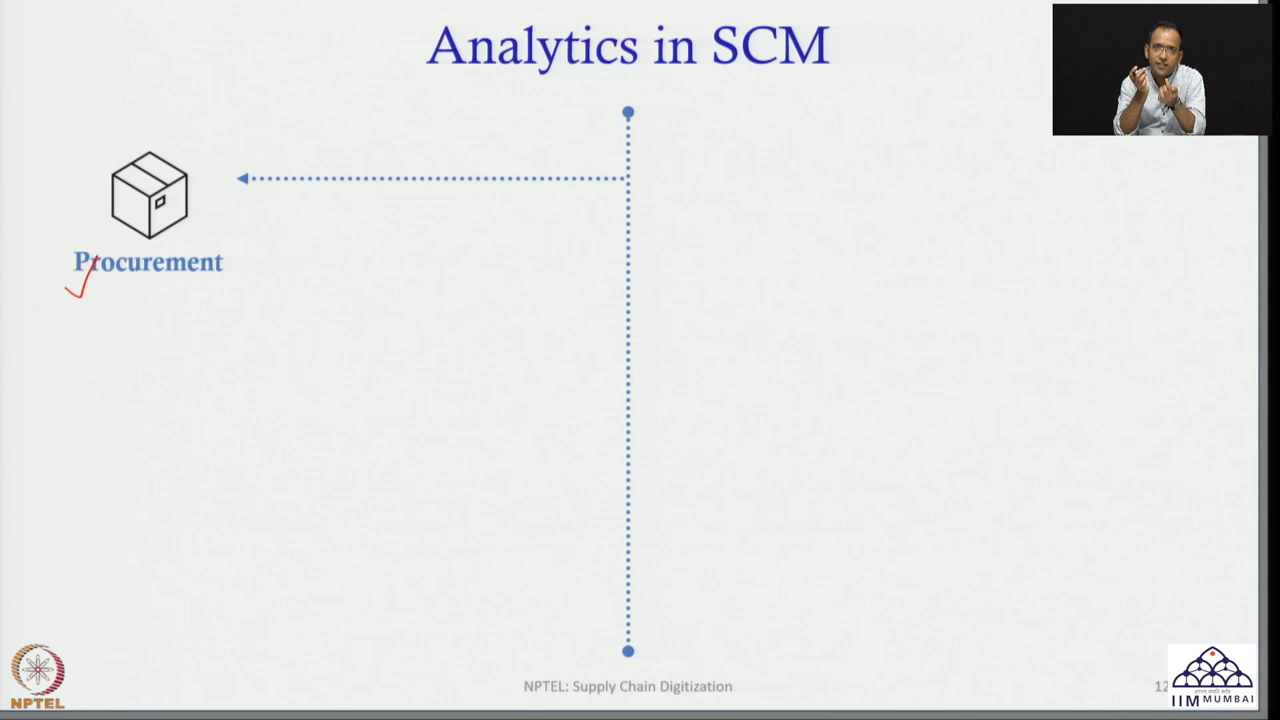 Analytics in SCM
Procurement
NPTEL: Supply Chain Digitization
12
NPTEL
IIM MUMBAI